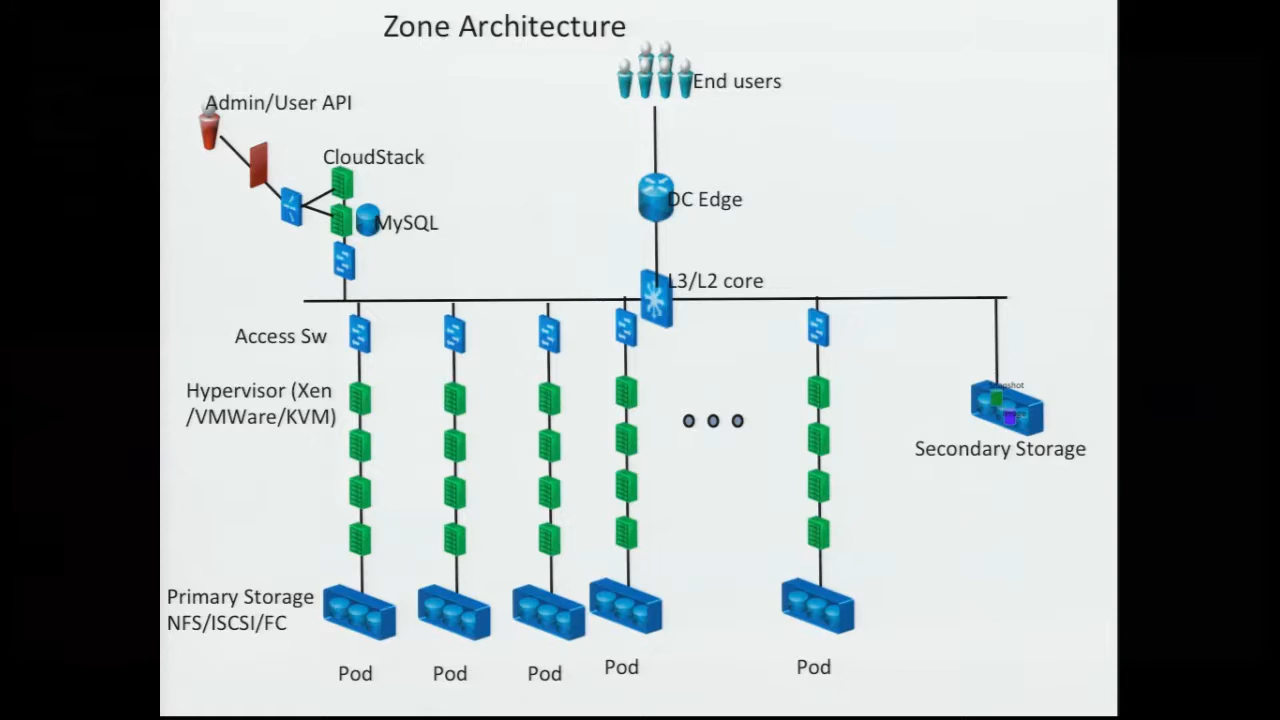 Zone Architecture
End users
Admin/User API
CloudStack
DC Edge
MySQL
L3/L2 core
Access Sw
Hypervisor (Xen
/VMWare/KVM)
Secondary Storage
Primary Storage
NFS/ISCSI/FC
Pod
Pod
Pod
Pod
Pod